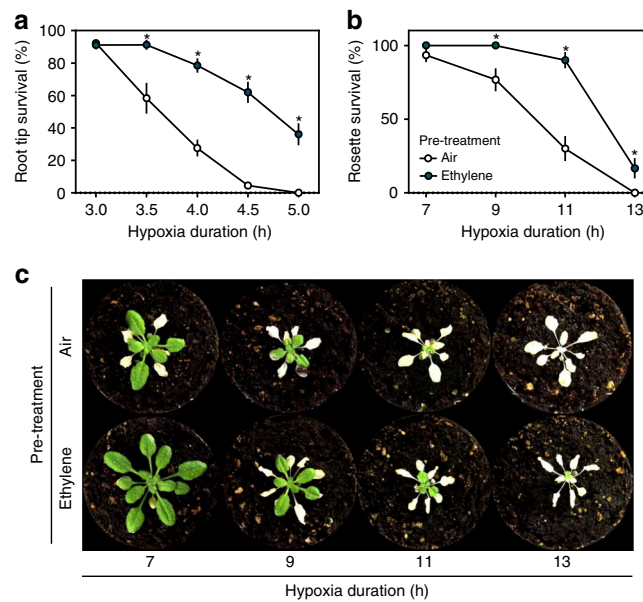 a
Root tip survival (%)
100
80
60
40
20
0
* * * *
3.0 3.5 4.0 4.5 5.0
Hypoxia duration (h)
b
Rosette survival (%)
100
50
0
* * *
Pre-treatment
Air
Ethylene
7 9 11 13
Hypoxia duration (h)
c
Pre-treatment
Air
Ethylene
7 9 11 13
Hypoxia duration (h)